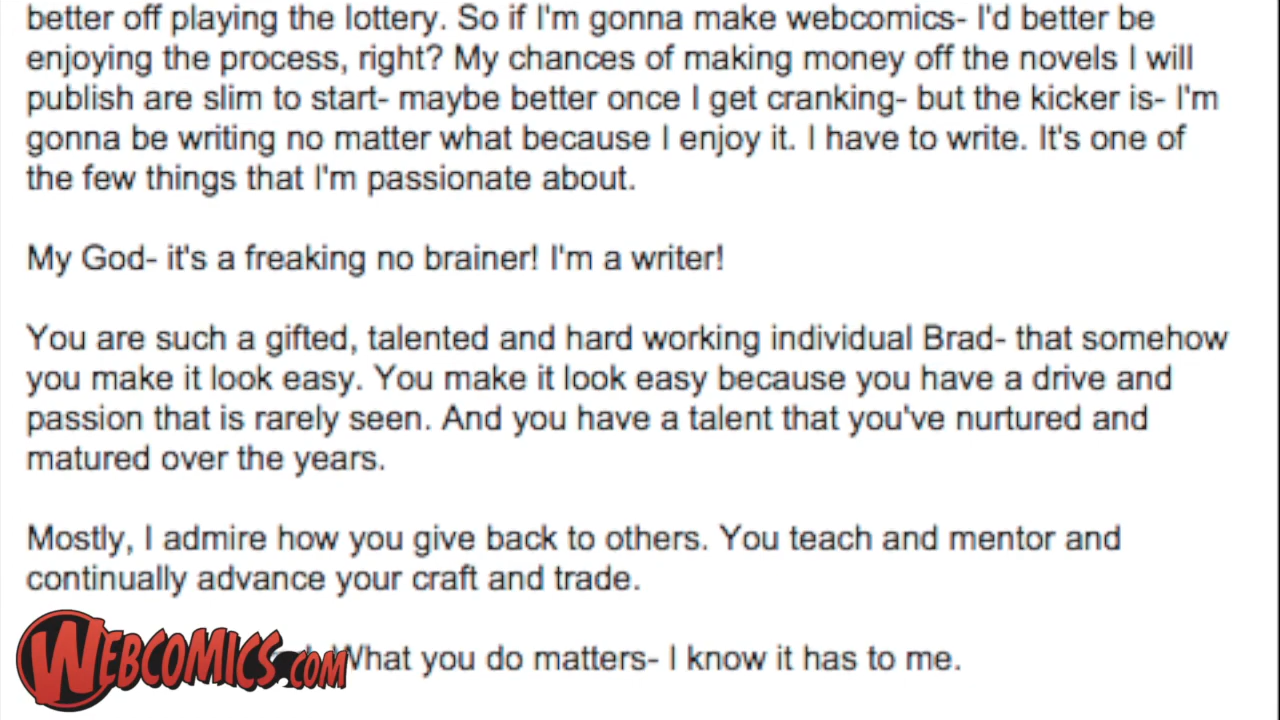 better off playing the lottery. So if I'm gonna make webcomics- I'd better be
enjoying the process, right? My chances of making money off the novels I will
publish are slim to start- maybe better once I get cranking- but the kicker is- I'm
gonna be writing no matter what because I enjoy it. I have to write. It's one of
the few things that I'm passionate about.
My God- it's a freaking no brainer! I'm a writer!
You are such a gifted, talented and hard working individual Brad- that somehow
you make it look easy. You make it look easy because you have a drive and
passion that is rarely seen. And you have a talent that you've nurtured and
matured over the years.
Mostly, I admire how you give back to others. You teach and mentor and
continually advance your craft and trade.
What you do matters- I know it has to me.
WEBCOMICS.COM